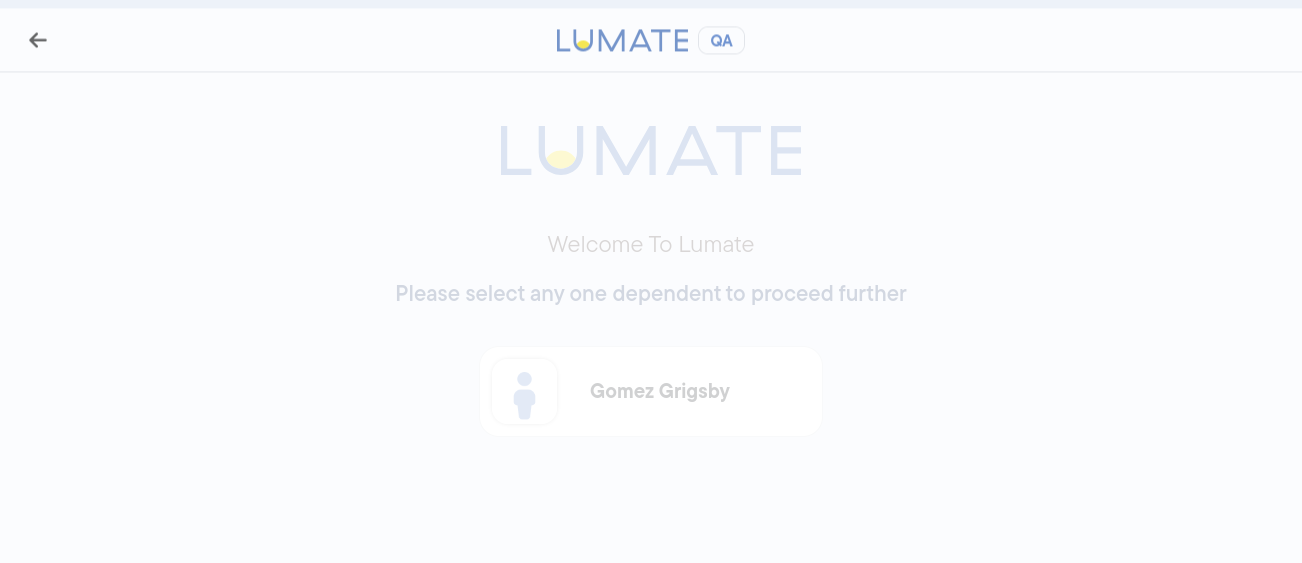 LUMATE QA
LUMATE
Welcome To Lumate
Please select any one dependent to proceed further
Gomez Grigsby